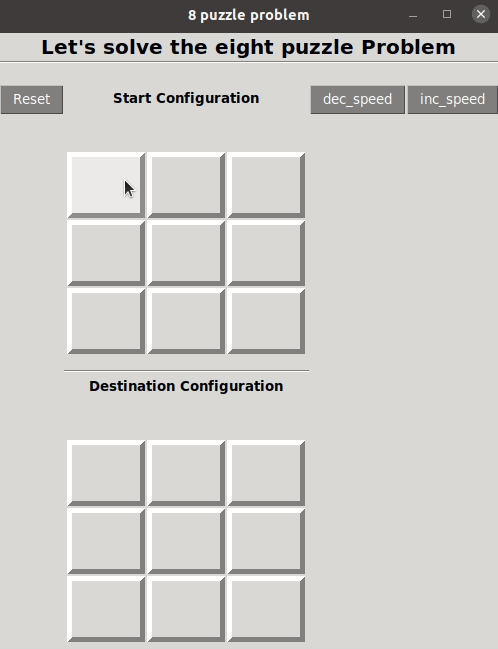 8 puzzle problem
Let's solve the eight puzzle Problem
Reset
Start Configuration
dec_speed
inc_speed
Destination Configuration